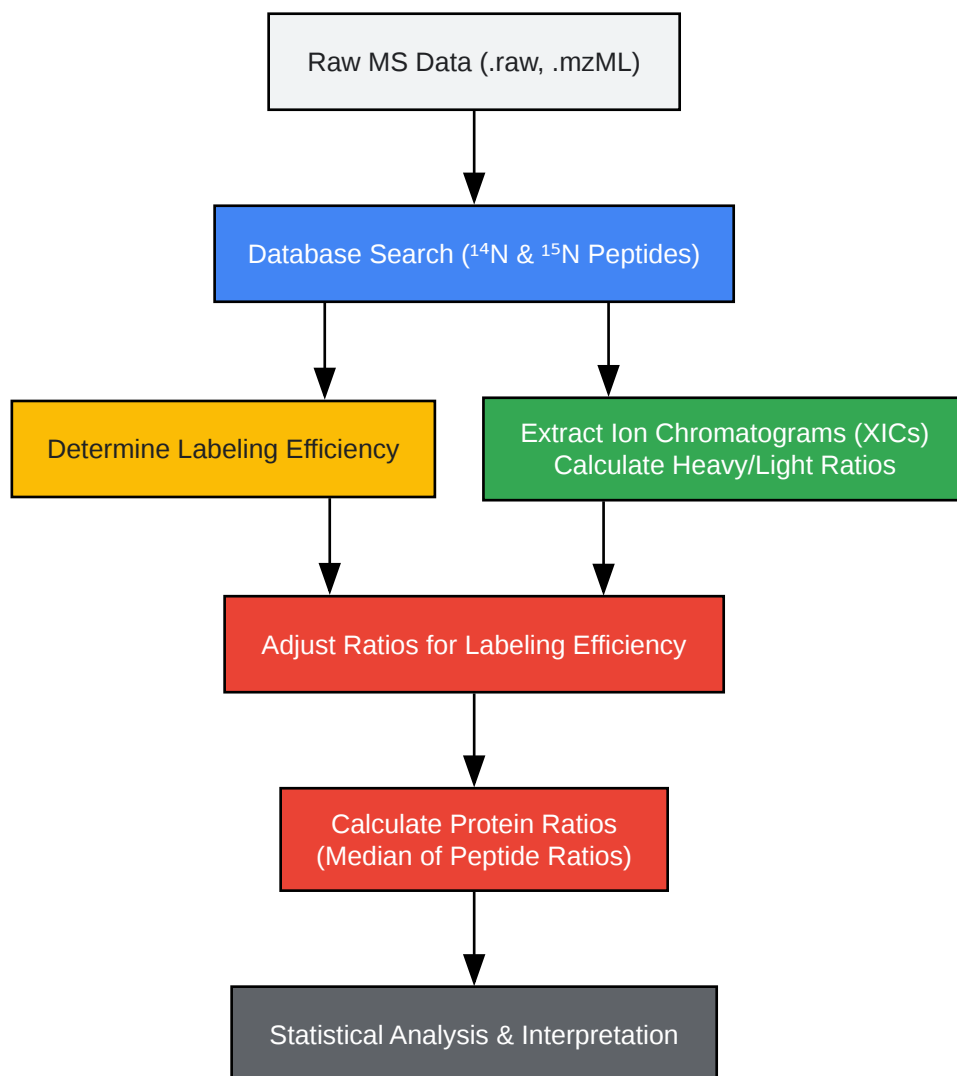 Raw MS Data (.raw, .mzML)
Database Search (¹⁴N & ¹⁵N Peptides)
Determine Labeling Efficiency
Extract Ion Chromatograms (XICs)
Calculate Heavy/Light Ratios
Adjust Ratios for Labeling Efficiency
Calculate Protein Ratios
(Median of Peptide Ratios)
Statistical Analysis & Interpretation